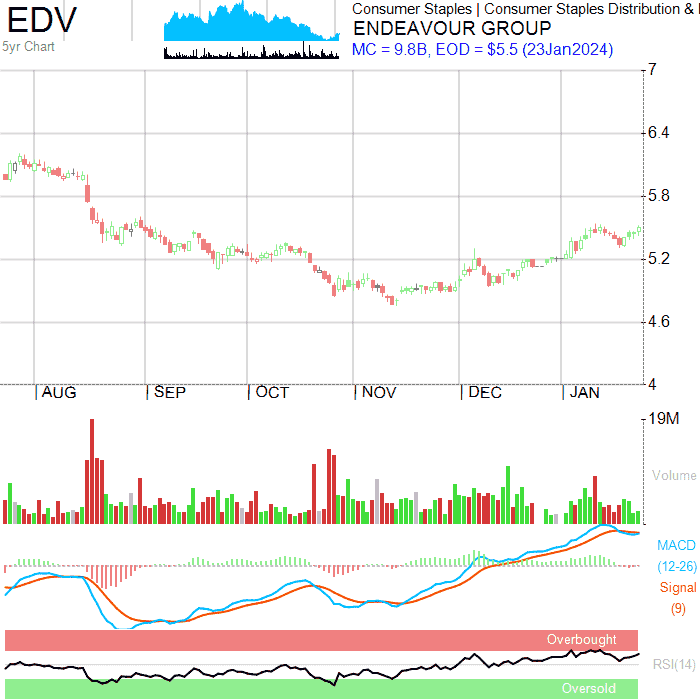 EDV
5yr Chart
Consumer Staples | Consumer Staples Distribution &
ENDEAVOUR GROUP
MC = 9.8B, EOD = $5.5 (23Jan2024)
7
6.4
5.8
5.2
4.6
4
| AUG | SEP | OCT | NOV | DEC | JAN
19M
Volume
MACD
(12-26)
Signal
(9)
Overbought
RSI(14)
Oversold